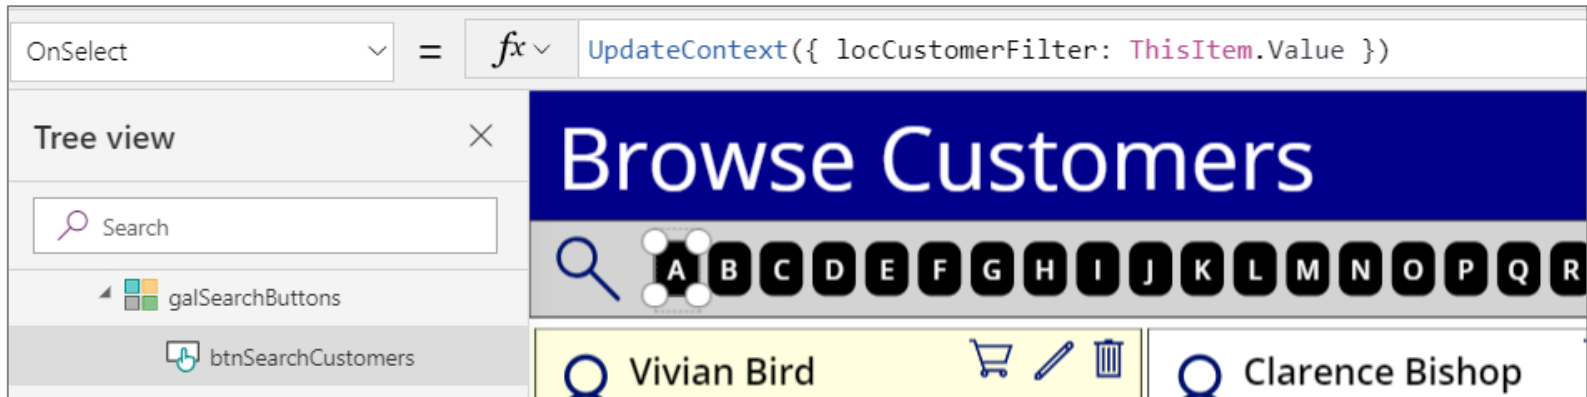 OnSelect = fx UpdateContext({ locCustomerFilter: ThisItem.Value })
Tree view
Search
galSearchButtons
btnSearchCustomers
Browse Customers
A B C D E F G H I J K L M N O P Q R
Vivian Bird
Clarence Bishop